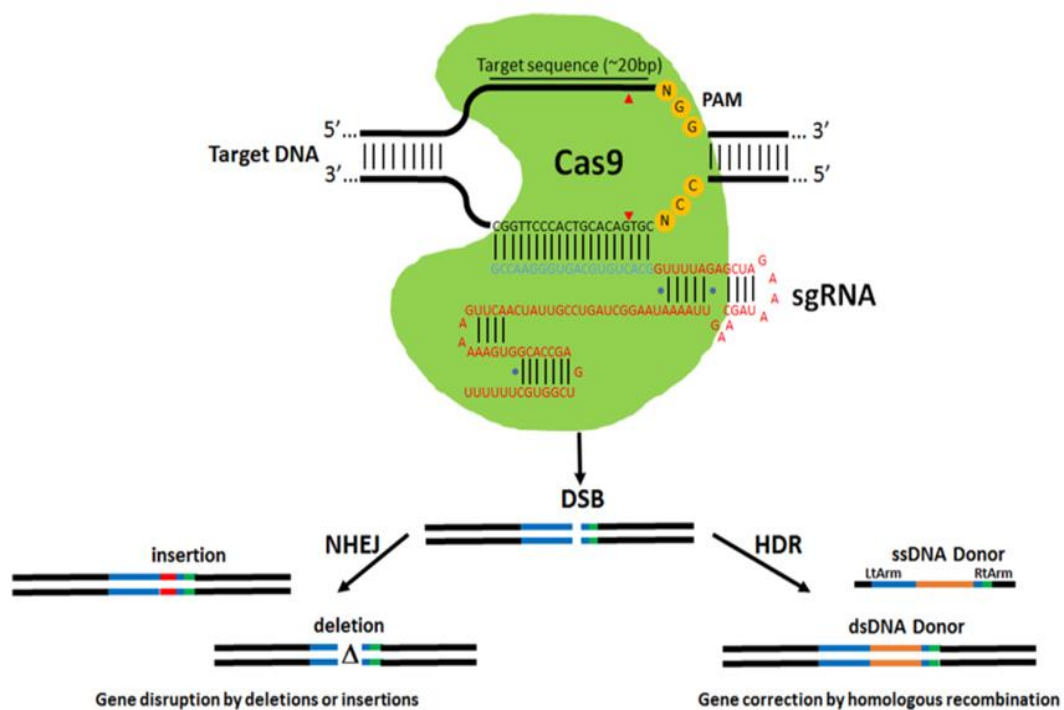 Target sequence (~20bp)
N
G
G
PAM
5'...
... 3'
Target DNA
Cas9
3'...
... 5'
C
C
N
CGGTTCCCACTGCACAGTGC
GCCAAGGGUGACGUGUCACGGUUUUAGAGCUA
G
A
A
A
sgRNA
GUUCAACUAUUGCCUGAUCGGAAUAAAAUU
CGAU
A
A
G
A
A
A
AAAGUGGCACCGA
G
UUUUUUCGUGGCU
DSB
NHEJ
HDR
insertion
ssDNA Donor
LtArm
RtArm
deletion
Δ
dsDNA Donor
Gene disruption by deletions or insertions
Gene correction by homologous recombination